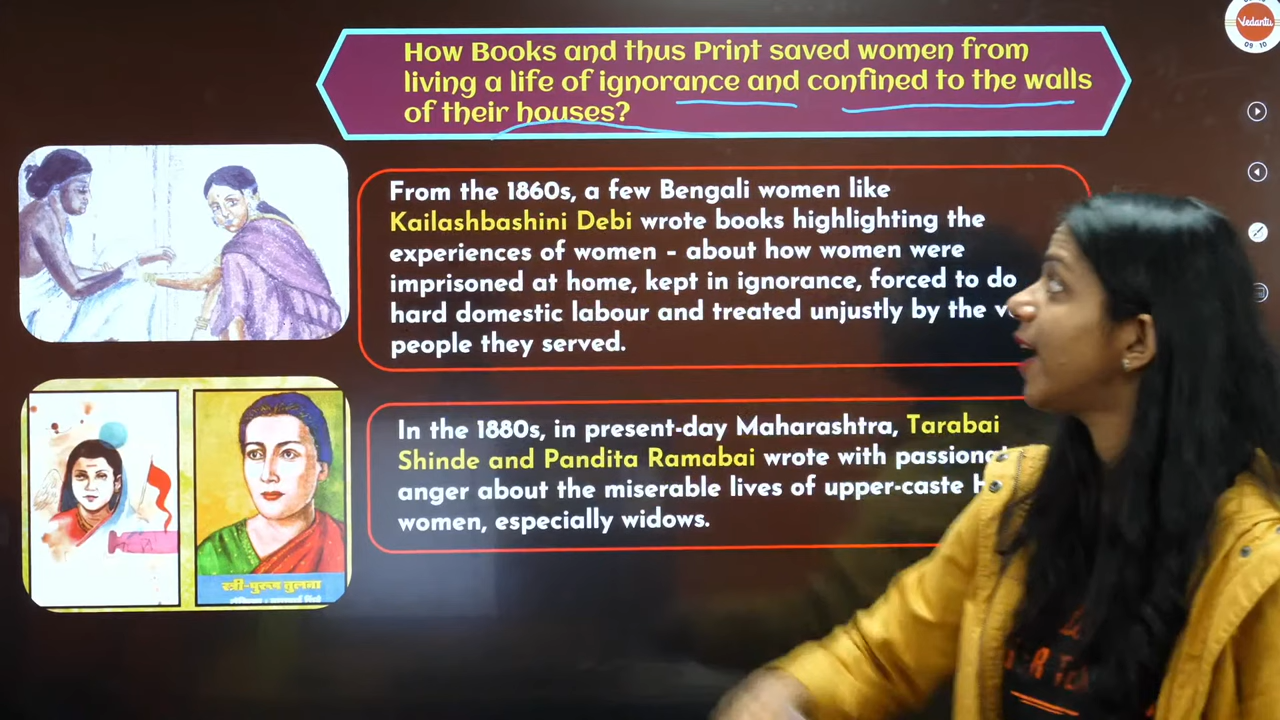 How Books and thus Print saved women from
living a life of ignorance and confined to the walls
of their houses?
Vedantu
09 10
From the 1860s, a few Bengali women like
Kailashbashini Debi wrote books highlighting the
experiences of women - about how women were
imprisoned at home, kept in ignorance, forced to do
hard domestic labour and treated unjustly by the
people they served.
In the 1880s, in present-day Maharashtra, Tarabai
Shinde and Pandita Ramabai wrote with
anger about the miserable lives of upper-caste
women, especially widows.
स्त्री-पुरुष तुलना